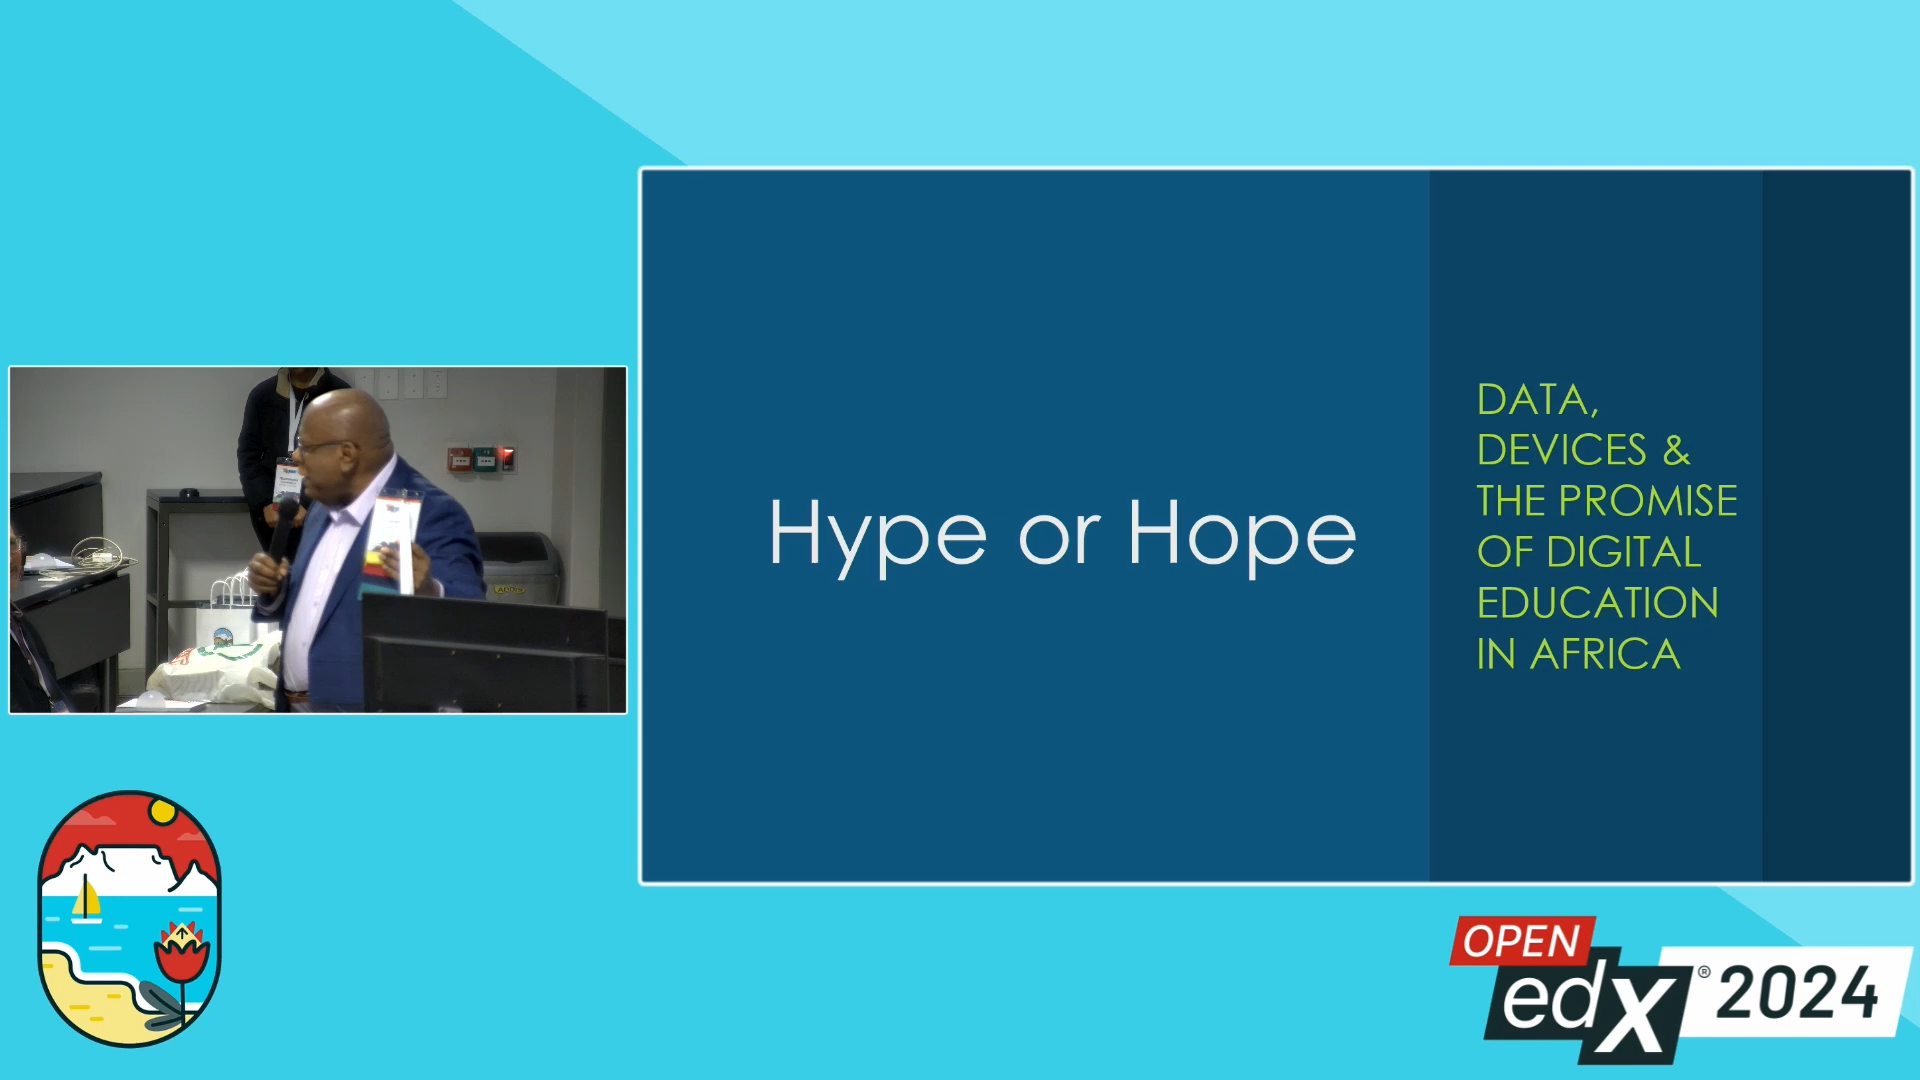 Hype or Hope
DATA,
DEVICES &
THE PROMISE
OF DIGITAL
EDUCATION
IN AFRICA
OPEN
edX® 2024